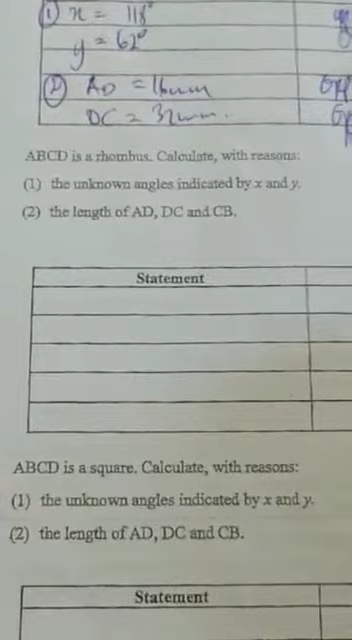 ① x = 118°
y = 62°
② AD = 16mm
DC = 32mm.
ABCD is a rhombus. Calculate, with reasons:
(1) the unknown angles indicated by x and y.
(2) the length of AD, DC and CB.
Statement
ABCD is a square. Calculate, with reasons:
(1) the unknown angles indicated by x and y.
(2) the length of AD, DC and CB.
Statement